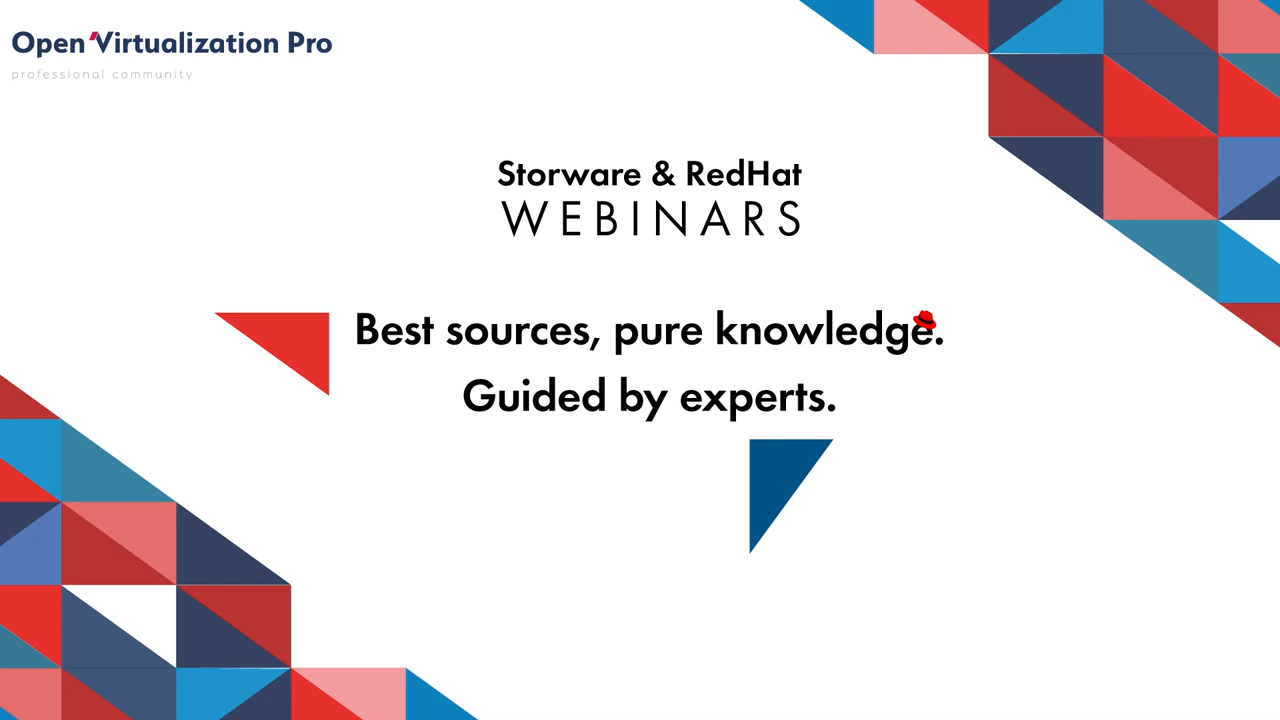 Open Virtualization Pro
professional community
Storware & RedHat
WEBINARS
Best sources, pure knowledge.
Guided by experts.